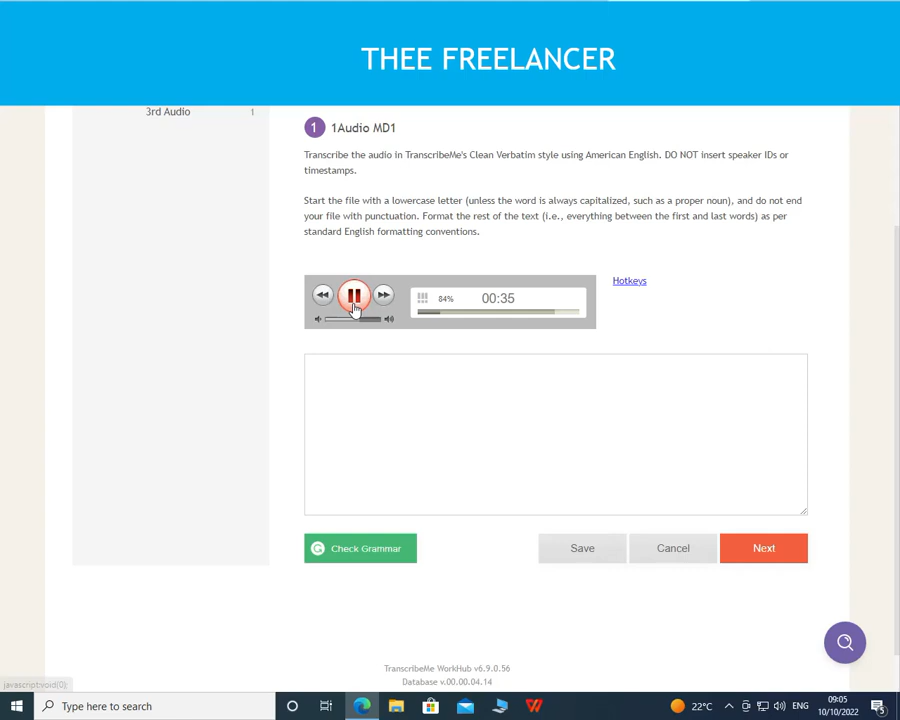 THEE FREELANCER
3rd Audio 1
1 1Audio MD1
Transcribe the audio in TranscribeMe's Clean Verbatim style using American English. DO NOT insert speaker IDs or
timestamps.
Start the file with a lowercase letter (unless the word is always capitalized, such as a proper noun), and do not end
your file with punctuation. Format the rest of the text (i.e., everything between the first and last words) as per
standard English formatting conventions.
Hotkeys
84% 00:35
Check Grammar Save Cancel Next
TranscribeMe WorkHub v6.9.0.56
Database v.00.00.04.14
javascript:void(0);
Type here to search 22°C ENG 09:05
10/10/2022 5